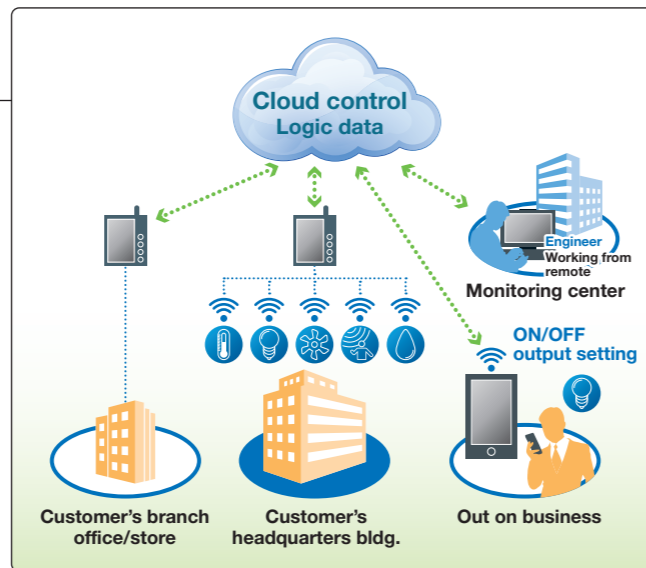 Cloud control
Logic data
Engineer
Working from
remote
Monitoring center
ON/OFF
output setting
Customer’s branch
office/store
Customer’s
headquarters bldg.
Out on business